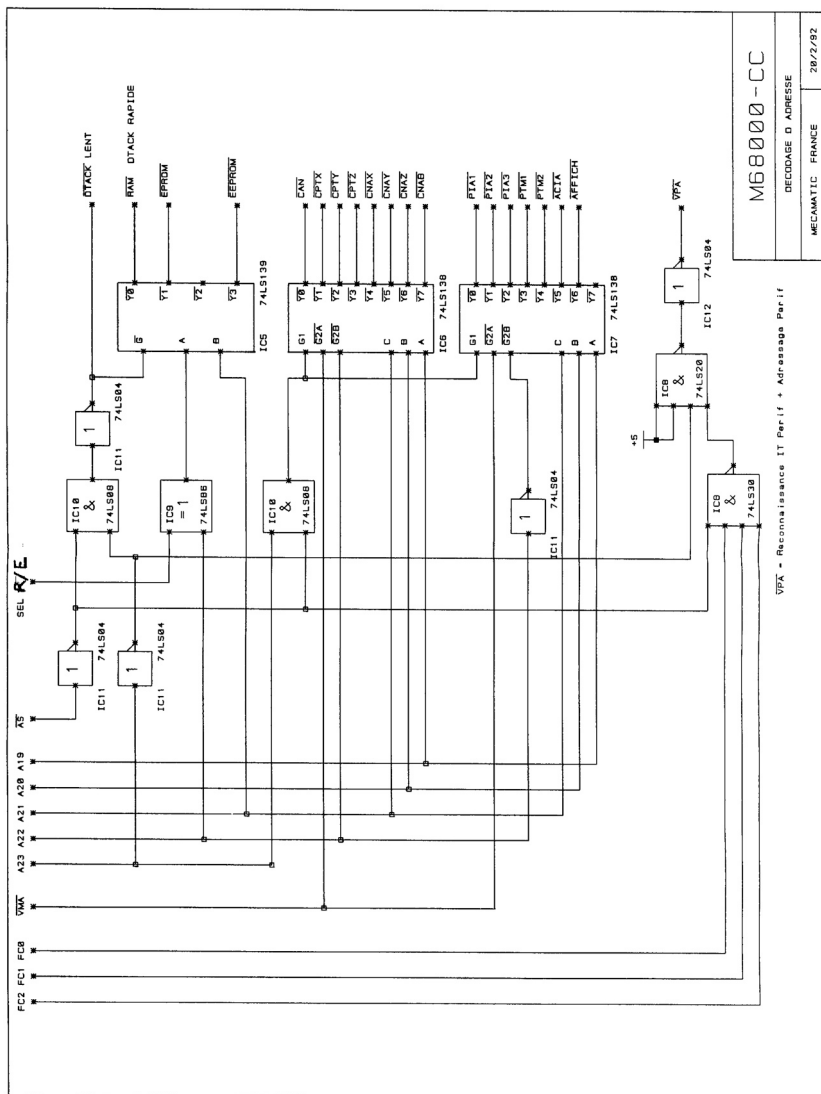 DTACK LENT
RAM DTACK RAPIDE
EPROM
EEPROM
Y0
Y1
Y2
Y3
G
A
B
74LS139
IC5
1
74LS04
IC11
IC10
&
74LS08
IC9
=1
74LS86
SEL R/E
1
74LS04
IC11
1
74LS04
IC11
AS
A19
A20
A21
A22
A23
VMA
FC0
FC1
FC2
CAN
CPTX
CPTY
CPTZ
CNAX
CNAY
CNAZ
CNAB
Y0
Y1
Y2
Y3
Y4
Y5
Y6
Y7
G1
G2A
G2B
C
B
A
74LS138
IC6
IC10
&
74LS08
PIA1
PIA2
PIA3
PTM1
PTM2
ACIA
AFFICH
Y0
Y1
Y2
Y3
Y4
Y5
Y6
Y7
G1
G2A
G2B
C
B
A
74LS138
IC7
1
74LS04
IC11
VPA
1
74LS04
IC12
+5
IC8
&
74LS20
IC8
&
74LS30
VPA = Reconnaissance IT Perif + Adressage Perif
M68000-CC
DECODAGE D ADRESSE
MECAMATIC FRANCE
20/2/92